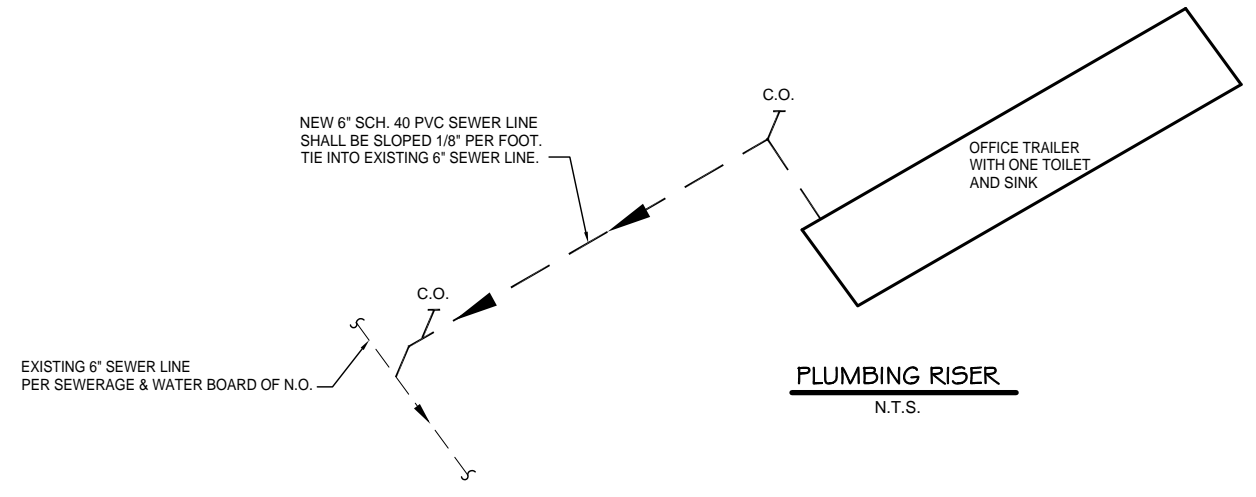 C.O.
NEW 6" SCH. 40 PVC SEWER LINE
SHALL BE SLOPED 1/8" PER FOOT.
TIE INTO EXISTING 6" SEWER LINE.
OFFICE TRAILER
WITH ONE TOILET
AND SINK
C.O.
EXISTING 6" SEWER LINE
PER SEWERAGE & WATER BOARD OF N.O.
PLUMBING RISER
N.T.S.